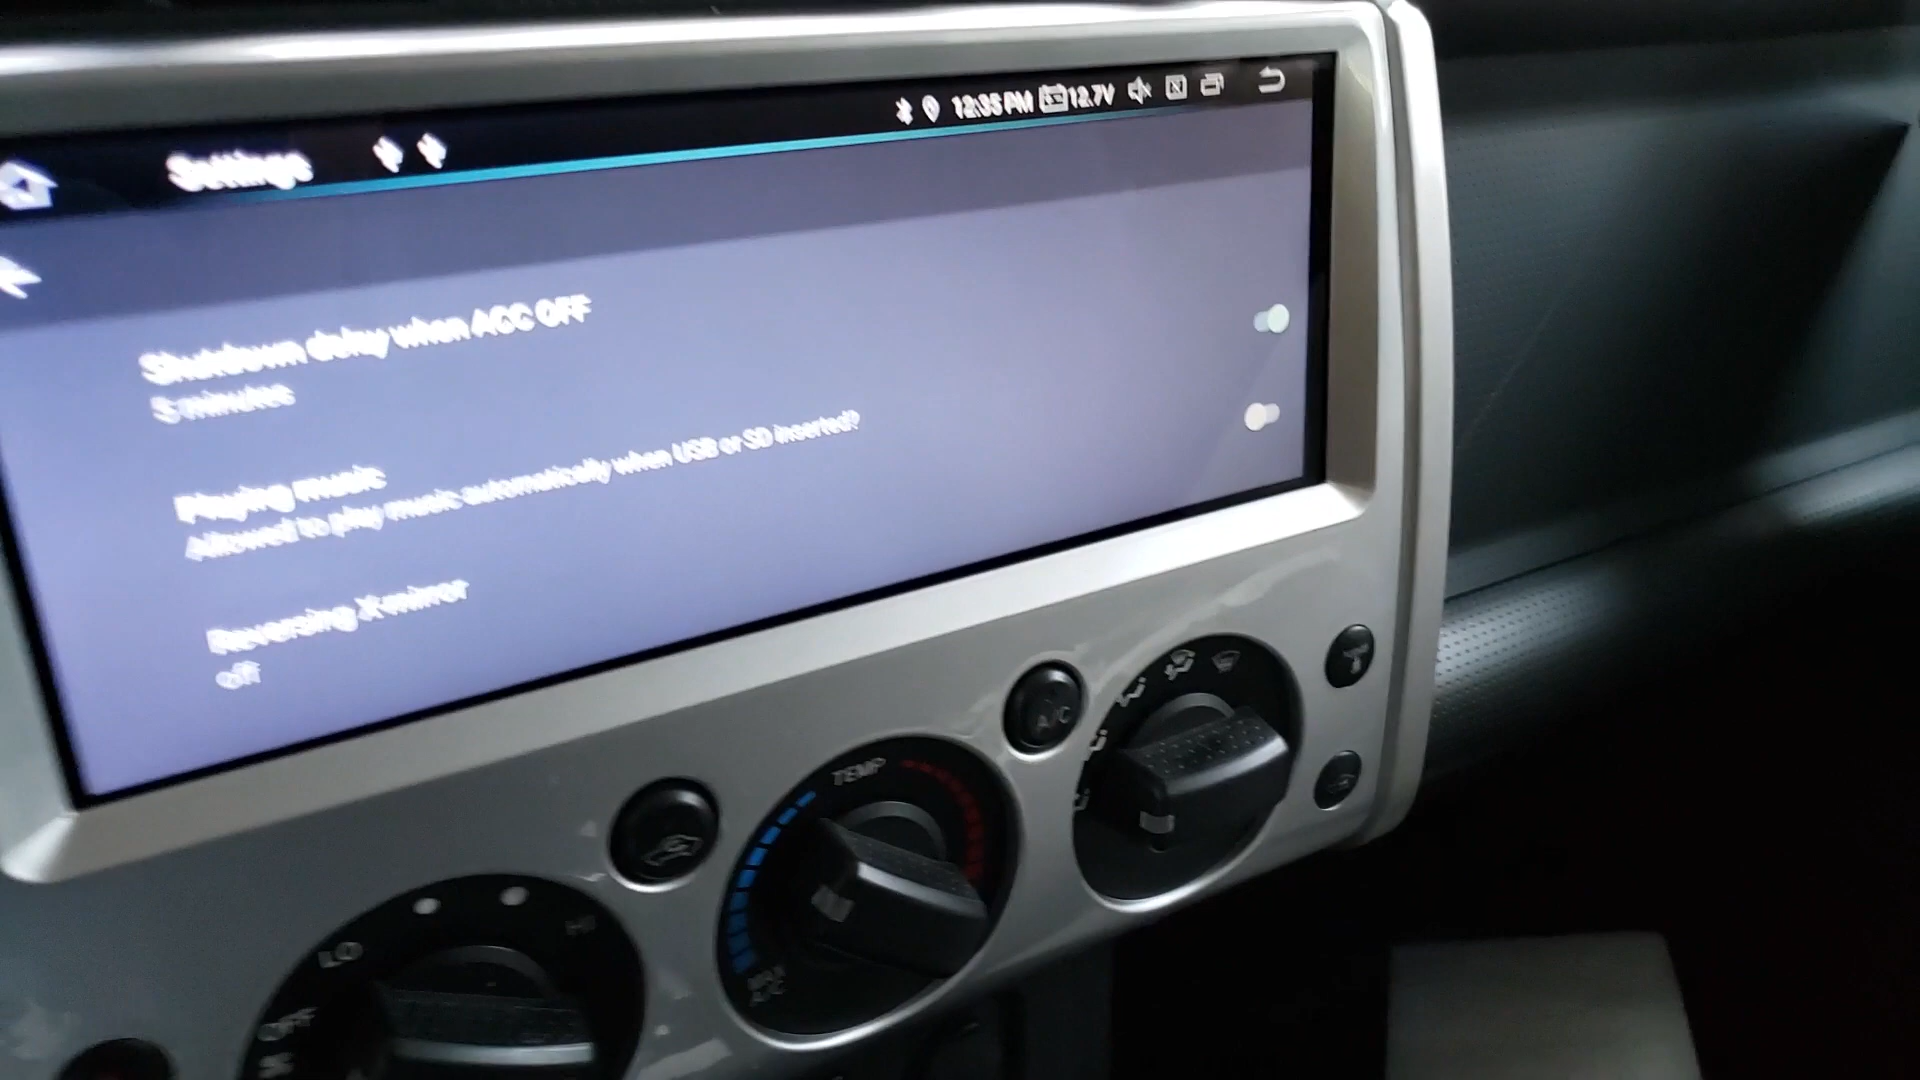 Settings
12:35 PM 12.7V
Shutdown delay when ACC OFF
5 minutes
Playing music
Allowed to play music automatically when USB or SD inserted?
Reversing X-mirror
off
A/C
TEMP
MAX A/C
LO
HI
OFF